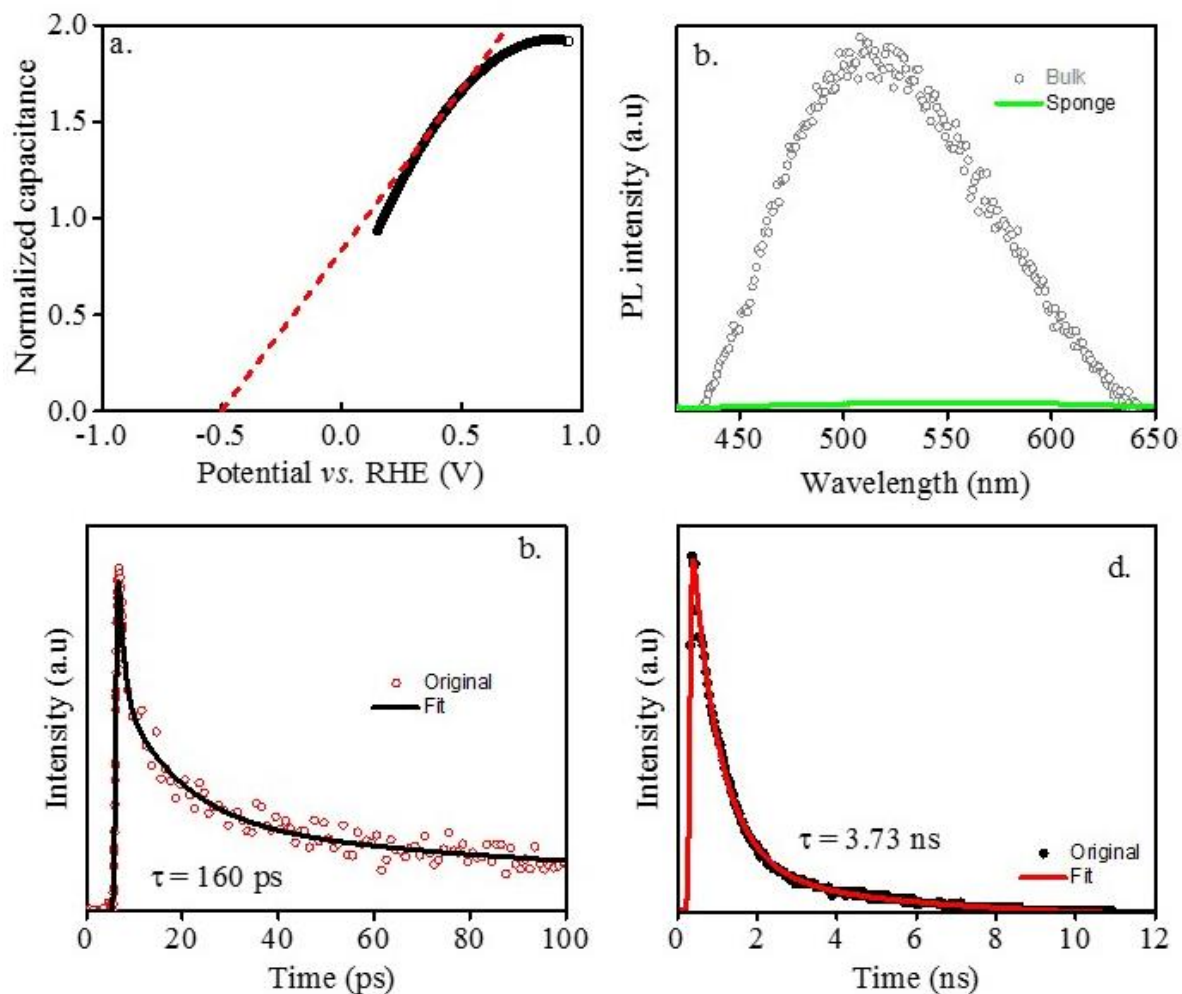 a.
Normalized capacitance
2.0
1.5
1.0
0.5
0.0
-1.0 -0.5 0.0 0.5 1.0
Potential vs. RHE (V)
b.
PL intensity (a.u)
Bulk
Sponge
450 500 550 600 650
Wavelength (nm)
b.
Intensity (a.u)
Original
Fit
τ = 160 ps
0 20 40 60 80 100
Time (ps)
d.
Intensity (a.u)
τ = 3.73 ns
Original
Fit
0 2 4 6 8 10 12
Time (ns)